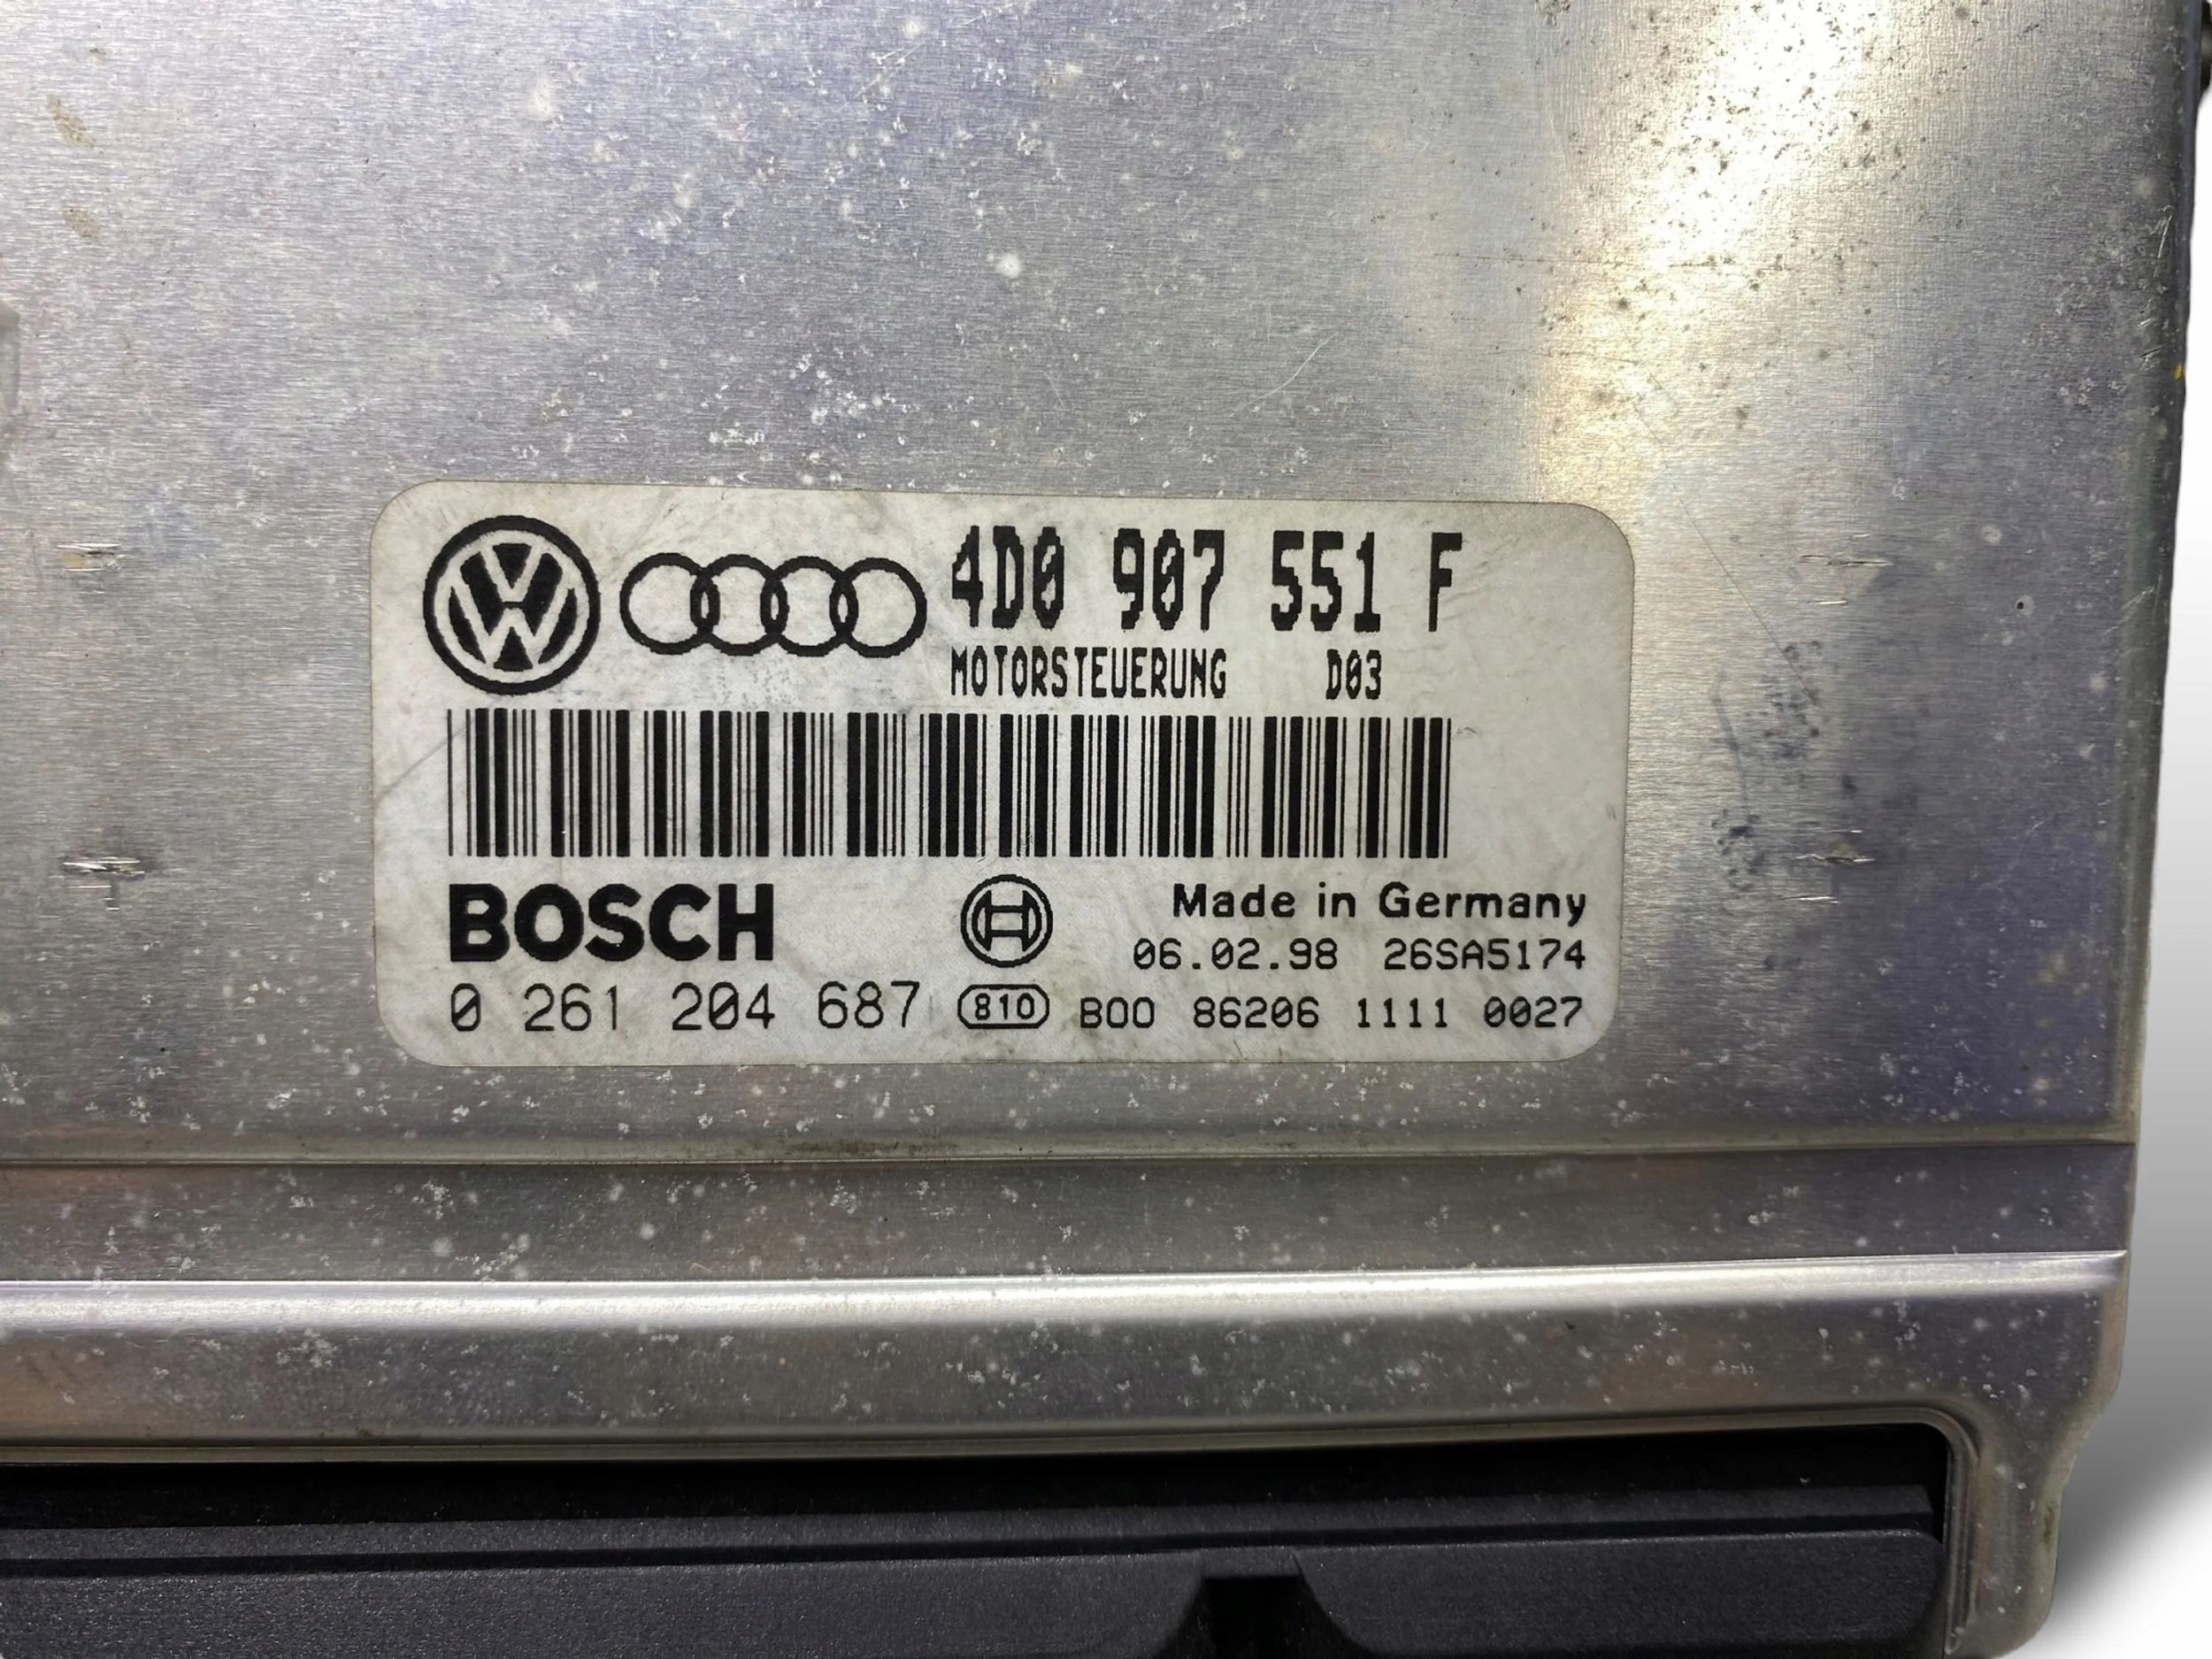 4D0 907 551 F
MOTORSTEUERUNG D03
BOSCH
Made in Germany
06.02.98 26SA5174
0 261 204 687 810 B00 86206 1111 0027